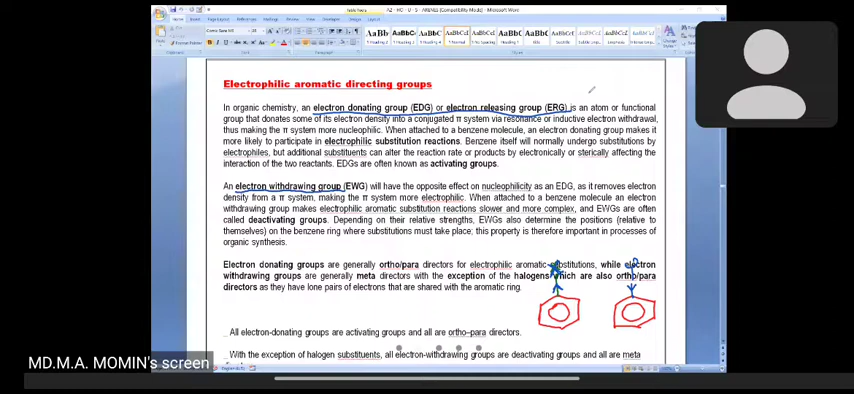 A2 - HO - U - S - ARENES [Compatibility Mode] - Microsoft Word
Table Tools
Electrophilic aromatic directing groups
In organic chemistry, an electron donating group (EDG) or electron releasing group (ERG) is an atom or functional
group that donates some of its electron density into a conjugated π system via resonance or inductive electron withdrawal,
thus making the π system more nucleophilic. When attached to a benzene molecule, an electron donating group makes it
more likely to participate in electrophilic substitution reactions. Benzene itself will normally undergo substitutions by
electrophiles, but additional substituents can alter the reaction rate or products by electronically or sterically affecting the
interaction of the two reactants. EDGs are often known as activating groups.
An electron withdrawing group (EWG) will have the opposite effect on nucleophilicity as an EDG, as it removes electron
density from a π system, making the π system more electrophilic. When attached to a benzene molecule an electron
withdrawing group makes electrophilic aromatic substitution reactions slower and more complex, and EWGs are often
called deactivating groups. Depending on their relative strengths, EWGs also determine the positions (relative to
themselves) on the benzene ring where substitutions must take place; this property is therefore important in processes of
organic synthesis.
Electron donating groups are generally ortho/para directors for electrophilic aromatic substitutions, while electron
withdrawing groups are generally meta directors with the exception of the halogens which are also ortho/para
directors as they have lone pairs of electrons that are shared with the aromatic ring.
All electron-donating groups are activating groups and all are ortho-para directors.
With the exception of halogen substituents, all electron-withdrawing groups are deactivating groups and all are meta
MD.M.A. MOMIN's screen